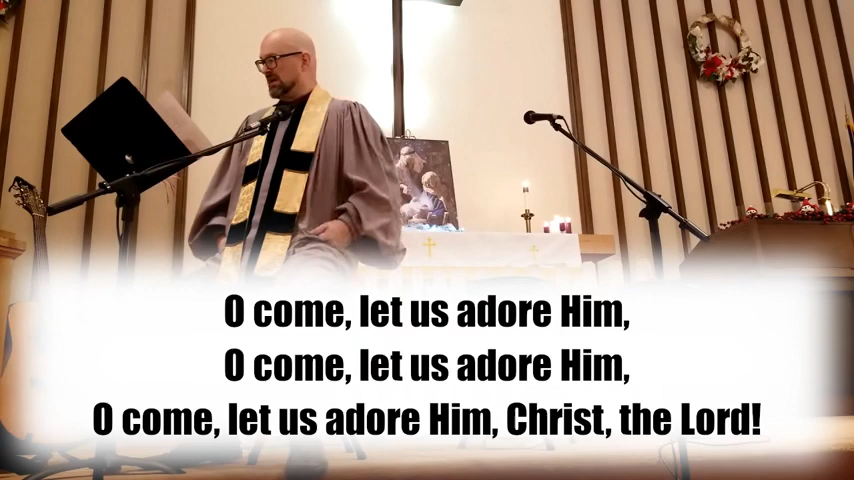 O come, let us adore Him,
O come, let us adore Him,
O come, let us adore Him, Christ, the Lord!